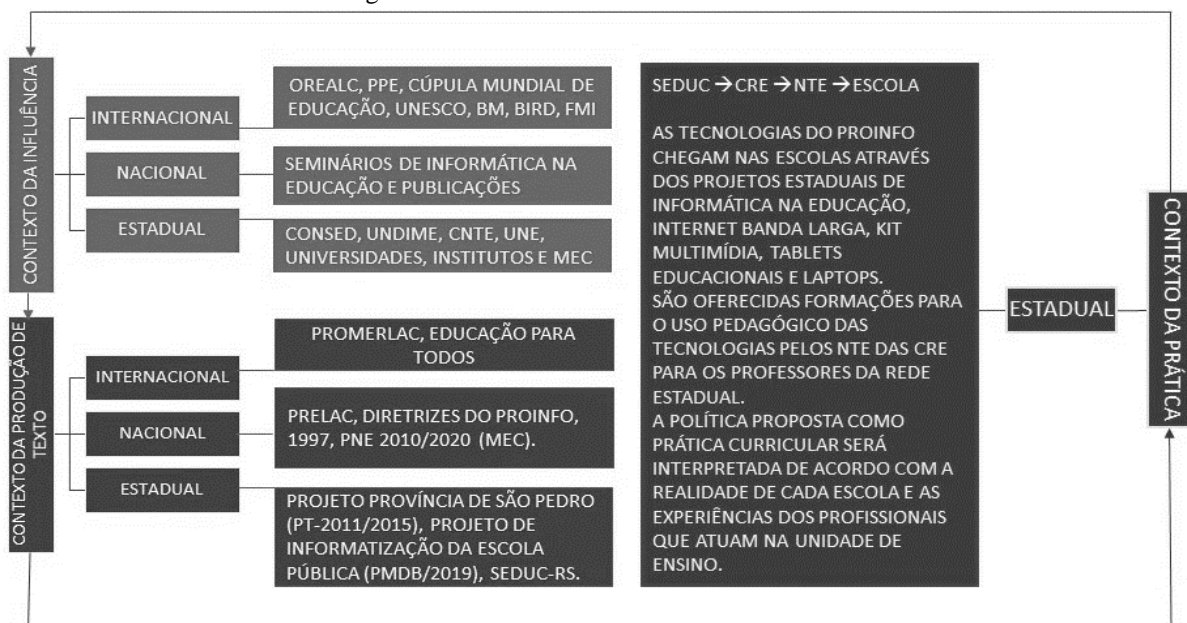 CONTEXTO DA INFLUÊNCIA
INTERNACIONAL
OREALC, PPE, CÚPULA MUNDIAL DE
EDUCAÇÃO, UNESCO, BM, BIRD, FMI
NACIONAL
SEMINÁRIOS DE INFORMÁTICA NA
EDUCAÇÃO E PUBLICAÇÕES
ESTADUAL
CONSED, UNDIME, CNTE, UNE,
UNIVERSIDADES, INSTITUTOS E MEC
CONTEXTO DA PRODUÇÃO DE
TEXTO
INTERNACIONAL
PROMERLAC, EDUCAÇÃO PARA
TODOS
NACIONAL
PRELAC, DIRETRIZES DO PROINFO,
1997, PNE 2010/2020 (MEC).
ESTADUAL
PROJETO PROVÍNCIA DE SÃO PEDRO
(PT-2011/2015), PROJETO DE
INFORMATIZAÇÃO DA ESCOLA
PÚBLICA (PMDB/2019), SEDUC-RS.
SEDUC →CRE →NTE →ESCOLA
AS TECNOLOGIAS DO PROINFO
CHEGAM NAS ESCOLAS ATRAVÉS
DOS PROJETOS ESTADUAIS DE
INFORMÁTICA NA EDUCAÇÃO,
INTERNET BANDA LARGA, KIT
MULTIMÍDIA, TABLETS
EDUCACIONAIS E LAPTOPS.
SÃO OFERECIDAS FORMAÇÕES PARA
O USO PEDAGÓGICO DAS
TECNOLOGIAS PELOS NTE DAS CRE
PARA OS PROFESSORES DA REDE
ESTADUAL.
A POLÍTICA PROPOSTA COMO
PRÁTICA CURRICULAR SERÁ
INTERPRETADA DE ACORDO COM A
REALIDADE DE CADA ESCOLA E AS
EXPERIÊNCIAS DOS PROFISSIONAIS
QUE ATUAM NA UNIDADE DE
ENSINO.
ESTADUAL
CONTEXTO DA PRÁTICA